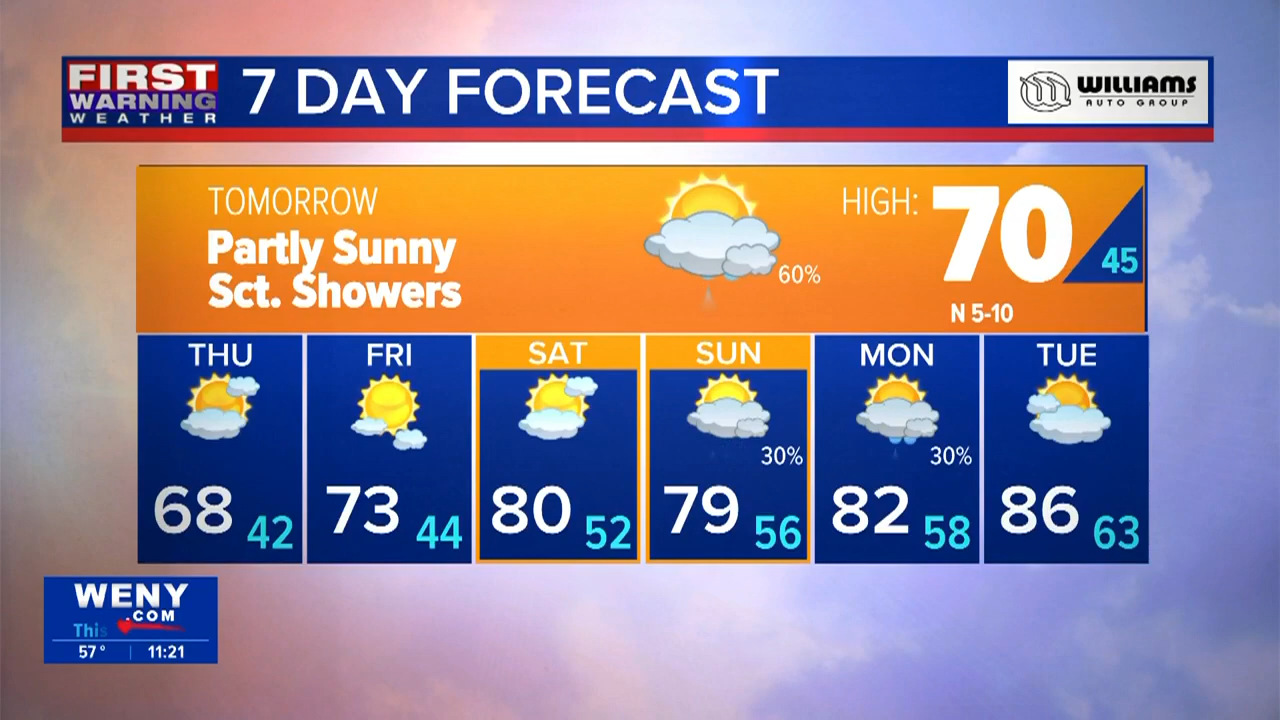 FIRST
WARNING
WEATHER
7 DAY FORECAST
WILLIAMS
AUTO GROUP
TOMORROW
Partly Sunny
Sct. Showers
60%
HIGH: 70
45
N 5-10
THU FRI SAT SUN MON TUE
30% 30%
68 42 73 44 80 52 79 56 82 58 86 63
WENY
.COM
This
57° | 11:21